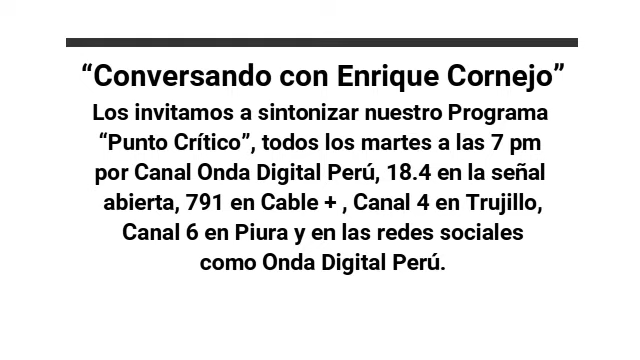 “Conversando con Enrique Cornejo”
Los invitamos a sintonizar nuestro Programa
“Punto Crítico”, todos los martes a las 7 pm
por Canal Onda Digital Perú, 18.4 en la señal
abierta, 791 en Cable + , Canal 4 en Trujillo,
Canal 6 en Piura y en las redes sociales
como Onda Digital Perú.